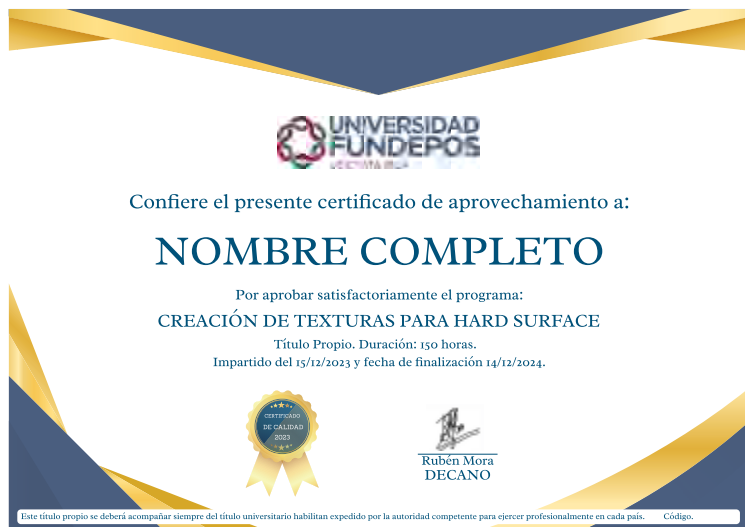 UNIVERSIDAD
FUNDEPOS
Confiere el presente certificado de aprovechamiento a:
NOMBRE COMPLETO
Por aprobar satisfactoriamente el programa:
CREACIÓN DE TEXTURAS PARA HARD SURFACE
Título Propio. Duración: 150 horas.
Impartido del 15/12/2023 y fecha de finalización 14/12/2024.
CERTIFICADO
DE CALIDAD
2023
Rubén Mora
DECANO
Este título propio se deberá acompañar siempre del título universitario habilitan expedido por la autoridad competente para ejercer profesionalmente en cada país. Código.